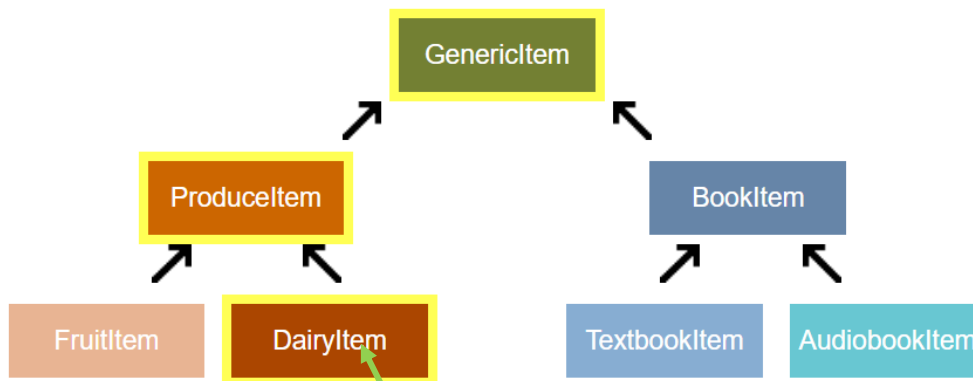 GenericItem
ProduceItem
BookItem
FruitItem
DairyItem
TextbookItem
AudiobookItem